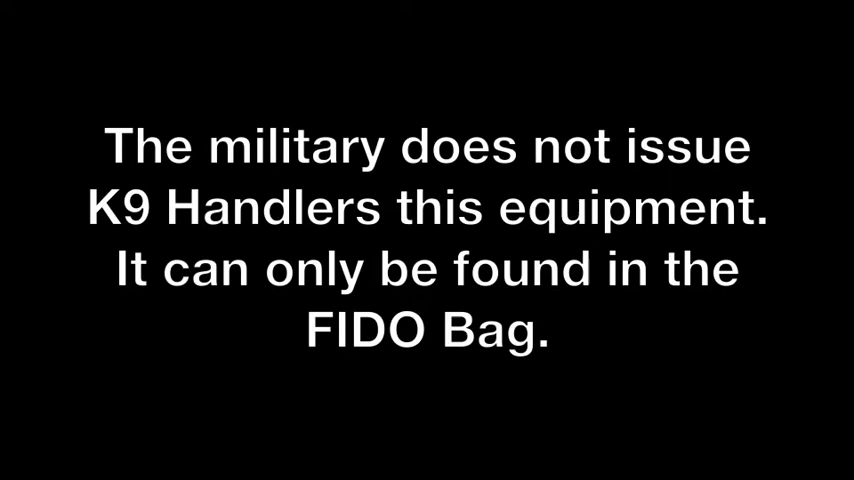 The military does not issue
K9 Handlers this equipment.
It can only be found in the
FIDO Bag.